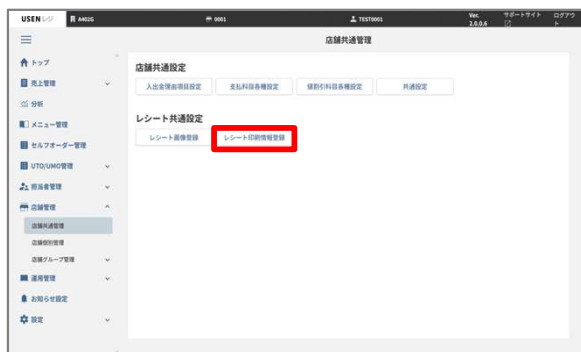 USEN レジ A402G 0001 TEST0001 Ver. 2.0.0.6 サポートサイト ログアウト
店舗共通管理
トップ
売上管理
分析
メニュー管理
セルフオーダー管理
UTO/UMO管理
担当者管理
店舗管理
店舗共通管理
店舗個別管理
店舗グループ管理
運用管理
お知らせ設定
設定
店舗共通設定
入出金理由項目設定 支払科目各種設定 値割引科目各種設定 共通設定
レシート共通設定
レシート画像登録 レシート印刷情報登録